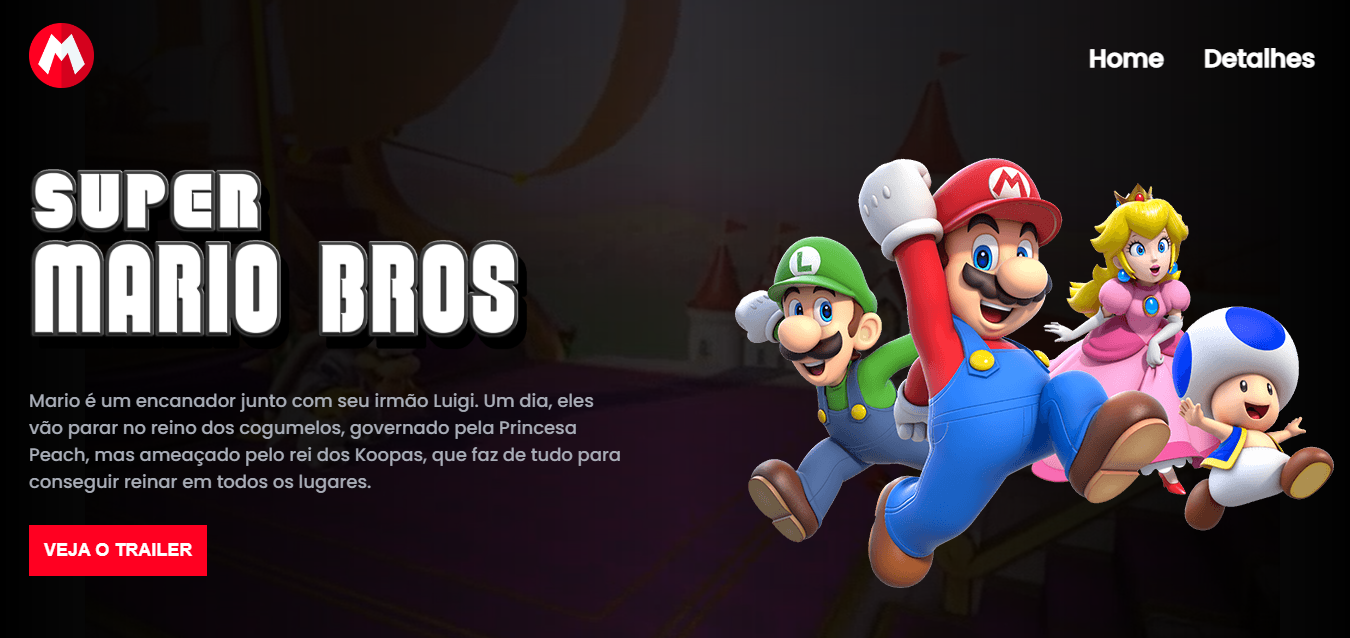 M
Home Detalhes
SUPER
MARIO BROS
M
L
Mario é um encanador junto com seu irmão Luigi. Um dia, eles
vão parar no reino dos cogumelos, governado pela Princesa
Peach, mas ameaçado pelo rei dos Koopas, que faz de tudo para
conseguir reinar em todos os lugares.
VEJA O TRAILER